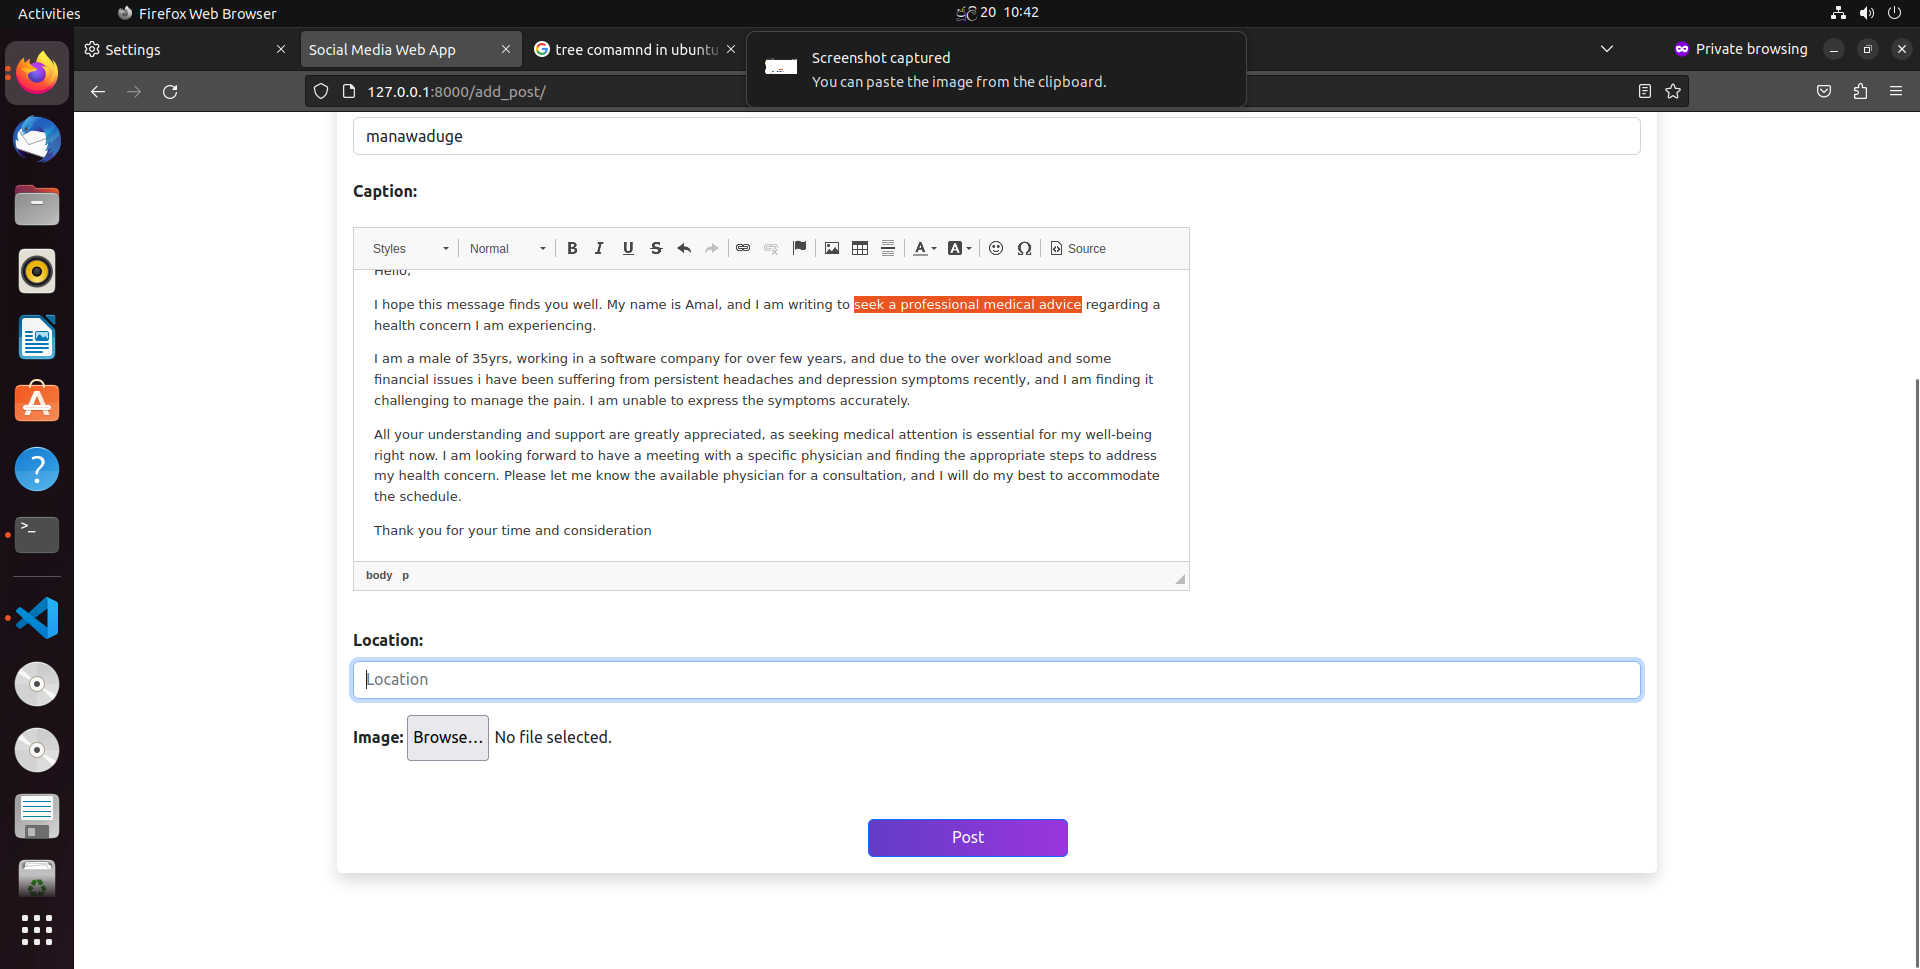 Activities Firefox Web Browser ජූලි 20 10:42
Settings Social Media Web App tree comamnd in ubuntu Private browsing
Screenshot captured
You can paste the image from the clipboard.
127.0.0.1:8000/add_post/
manawaduge
Caption:
Styles Normal B I U S A A Ω Source
Hello,
I hope this message finds you well. My name is Amal, and I am writing to seek a professional medical advice regarding a
health concern I am experiencing.
I am a male of 35yrs, working in a software company for over few years, and due to the over workload and some
financial issues i have been suffering from persistent headaches and depression symptoms recently, and I am finding it
challenging to manage the pain. I am unable to express the symptoms accurately.
All your understanding and support are greatly appreciated, as seeking medical attention is essential for my well-being
right now. I am looking forward to have a meeting with a specific physician and finding the appropriate steps to address
my health concern. Please let me know the available physician for a consultation, and I will do my best to accommodate
the schedule.
Thank you for your time and consideration
body p
Location:
Location
Image: Browse... No file selected.
Post